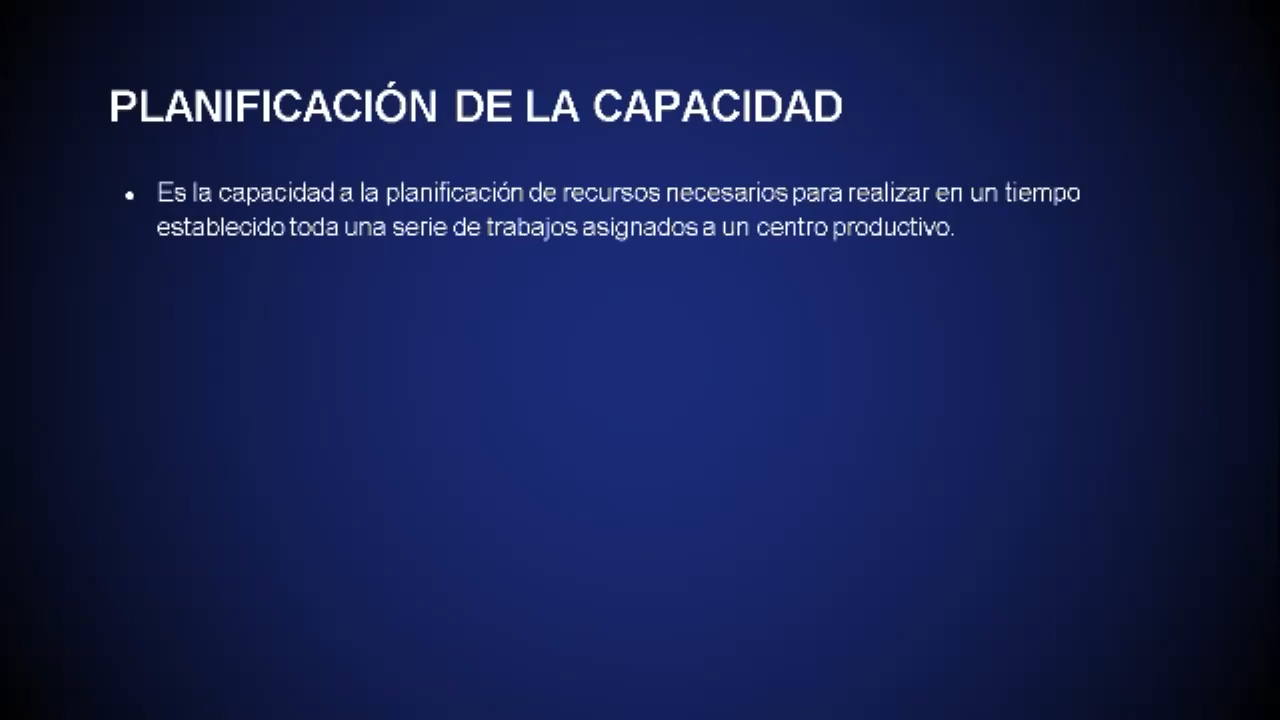 PLANIFICACIÓN DE LA CAPACIDAD
• Es la capacidad a la planificación de recursos necesarios para realizar en un tiempo
establecido toda una serie de trabajos asignados a un centro productivo.